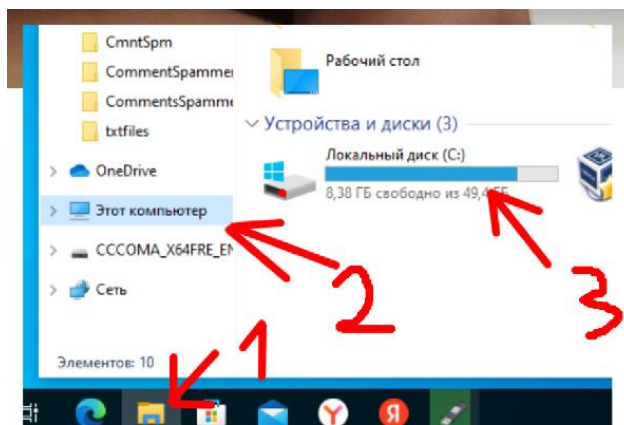 CmntSpm
CommentSpammer
CommentsSpamme
txtfiles
OneDrive
Этот компьютер
CCCOMA_X64FRE_EN
Сеть
Элементов: 10
Рабочий стол
Устройства и диски (3)
Локальный диск (C:)
8,38 ГБ свободно из 49,4 ГБ
1
2
3
Y
Я